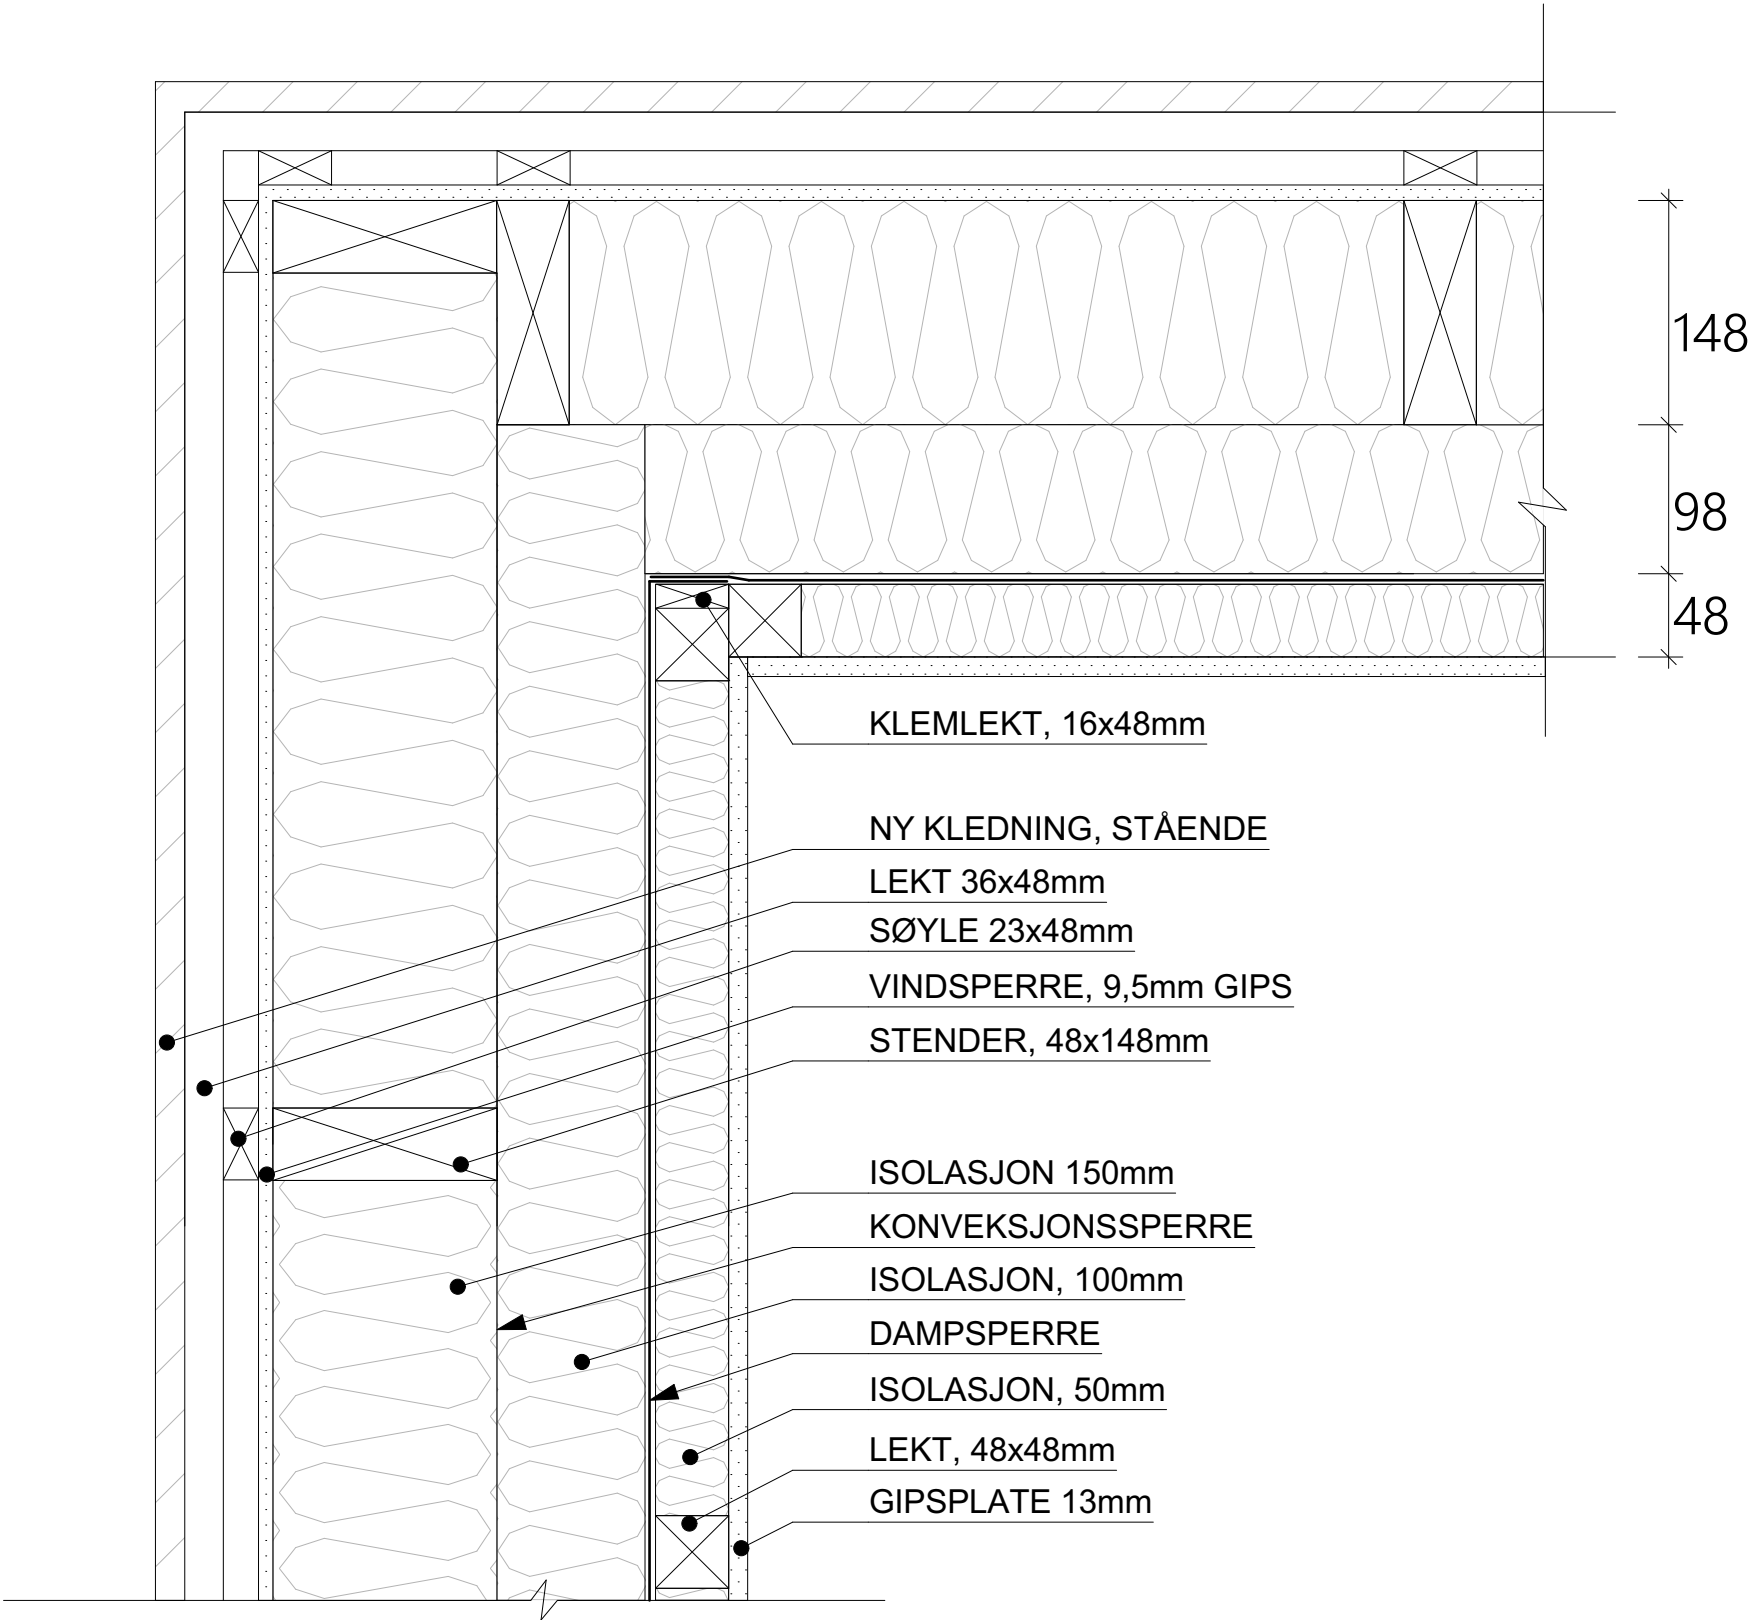 148
98
48
KLEMLEKT, 16x48mm
NY KLEDNING, STÅENDE
LEKT 36x48mm
SØYLE 23x48mm
VINDSPERRE, 9,5mm GIPS
STENDER, 48x148mm
ISOLASJON 150mm
KONVEKSJONSSPERRE
ISOLASJON, 100mm
DAMPSPERRE
ISOLASJON, 50mm
LEKT, 48x48mm
GIPSPLATE 13mm